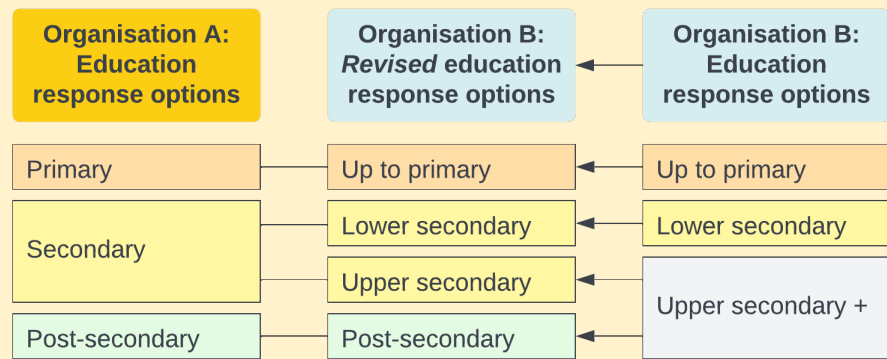 Organisation A:
Education
response options
Organisation B:
Revised education
response options
Organisation B:
Education
response options
Primary
Up to primary
Up to primary
Secondary
Lower secondary
Lower secondary
Upper secondary
Upper secondary +
Post-secondary
Post-secondary